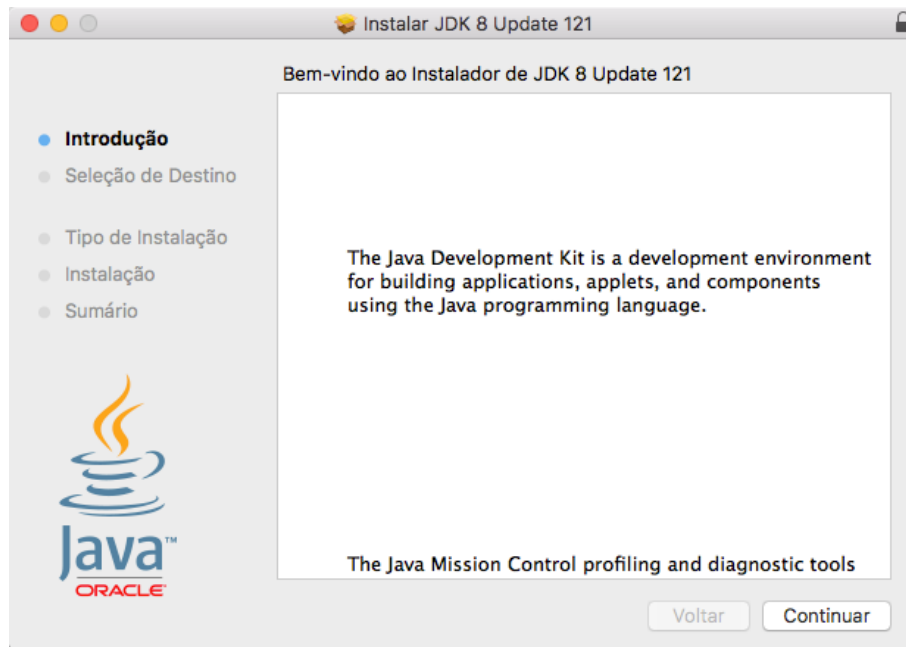 Instalar JDK 8 Update 121
Bem-vindo ao Instalador de JDK 8 Update 121
Introdução
Seleção de Destino
Tipo de Instalação
Instalação
Sumário
The Java Development Kit is a development environment
for building applications, applets, and components
using the Java programming language.
The Java Mission Control profiling and diagnostic tools
Java™
ORACLE
Voltar
Continuar